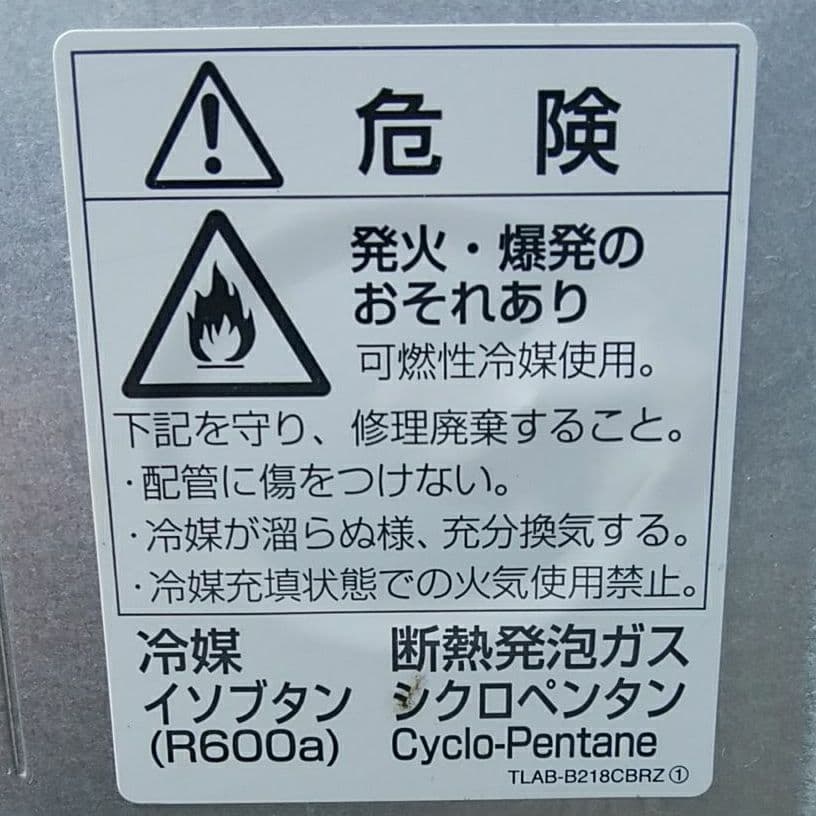 危険
発火・爆発の
おそれあり
可燃性冷媒使用。
下記を守り、修理廃棄すること。
・配管に傷をつけない。
・冷媒が溜らぬ様、充分換気する。
・冷媒充填状態での火気使用禁止。
冷媒
イソブタン
(R600a)
断熱発泡ガス
シクロペンタン
Cyclo-Pentane
TLAB-B218CBRZ①